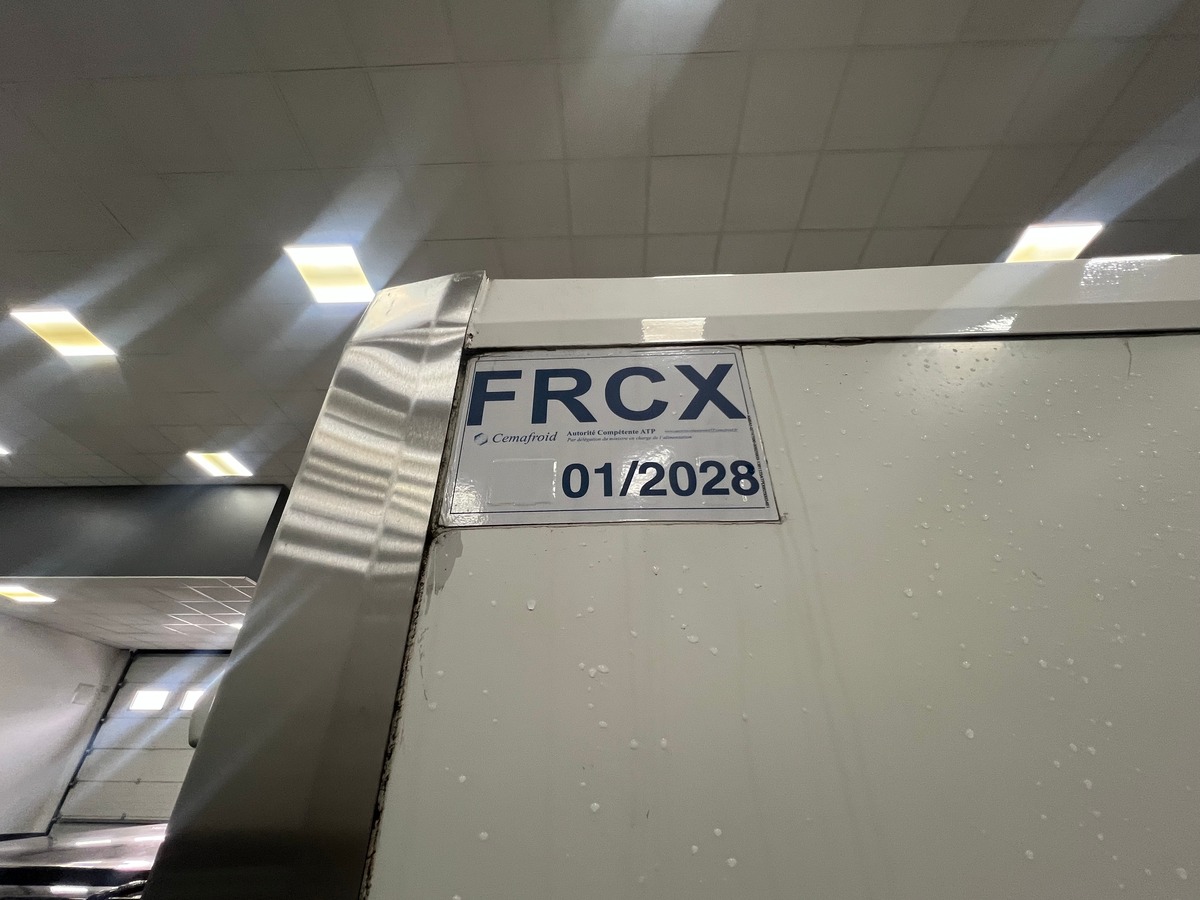 FRCX
Cemafroid Autorité Compétente ATP
Par délégation du ministre en charge de l'alimentation
01/2028